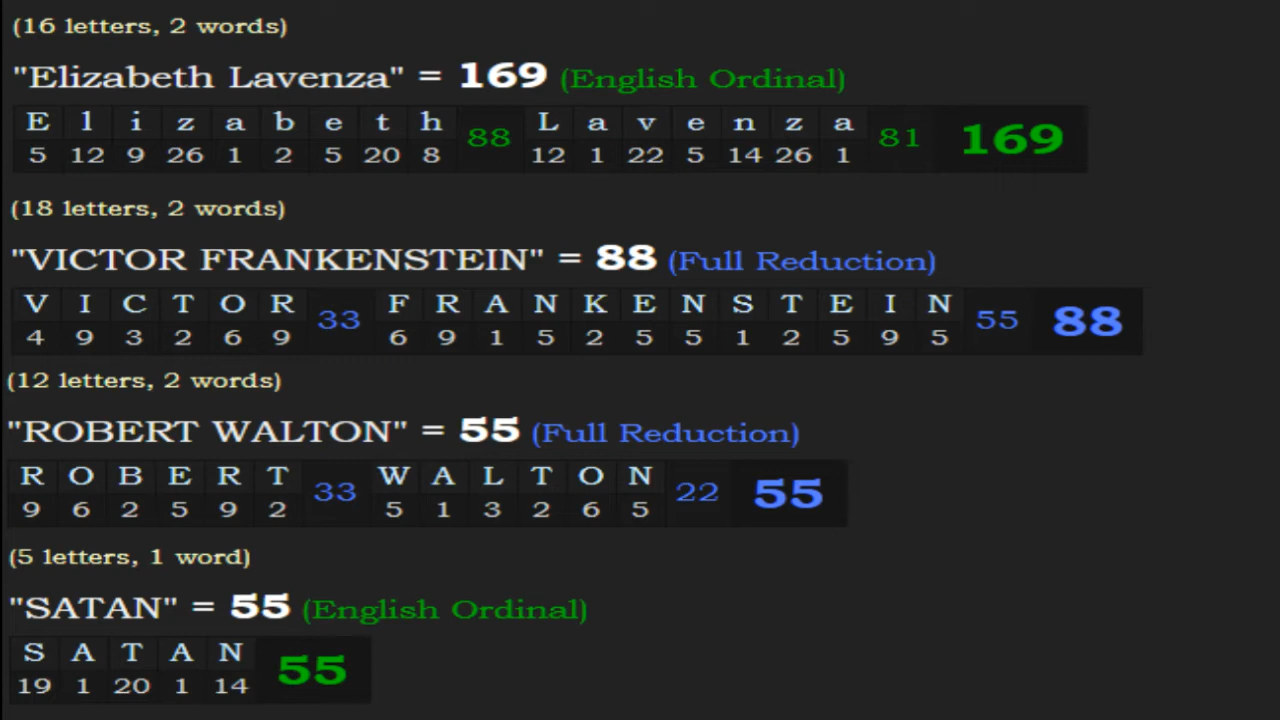 (16 letters, 2 words)
"Elizabeth Lavenza" = 169 (English Ordinal)
E l i z a b e t h 88 L a v e n z a 81 169
5 12 9 26 1 2 5 20 8 12 1 22 5 14 26 1
(18 letters, 2 words)
"VICTOR FRANKENSTEIN" = 88 (Full Reduction)
V I C T O R 33 F R A N K E N S T E I N 55 88
4 9 3 2 6 9 6 9 1 5 2 5 5 1 2 5 9 5
(12 letters, 2 words)
"ROBERT WALTON" = 55 (Full Reduction)
R O B E R T 33 W A L T O N 22 55
9 6 2 5 9 2 5 1 3 2 6 5
(5 letters, 1 word)
"SATAN" = 55 (English Ordinal)
S A T A N 55
19 1 20 1 14